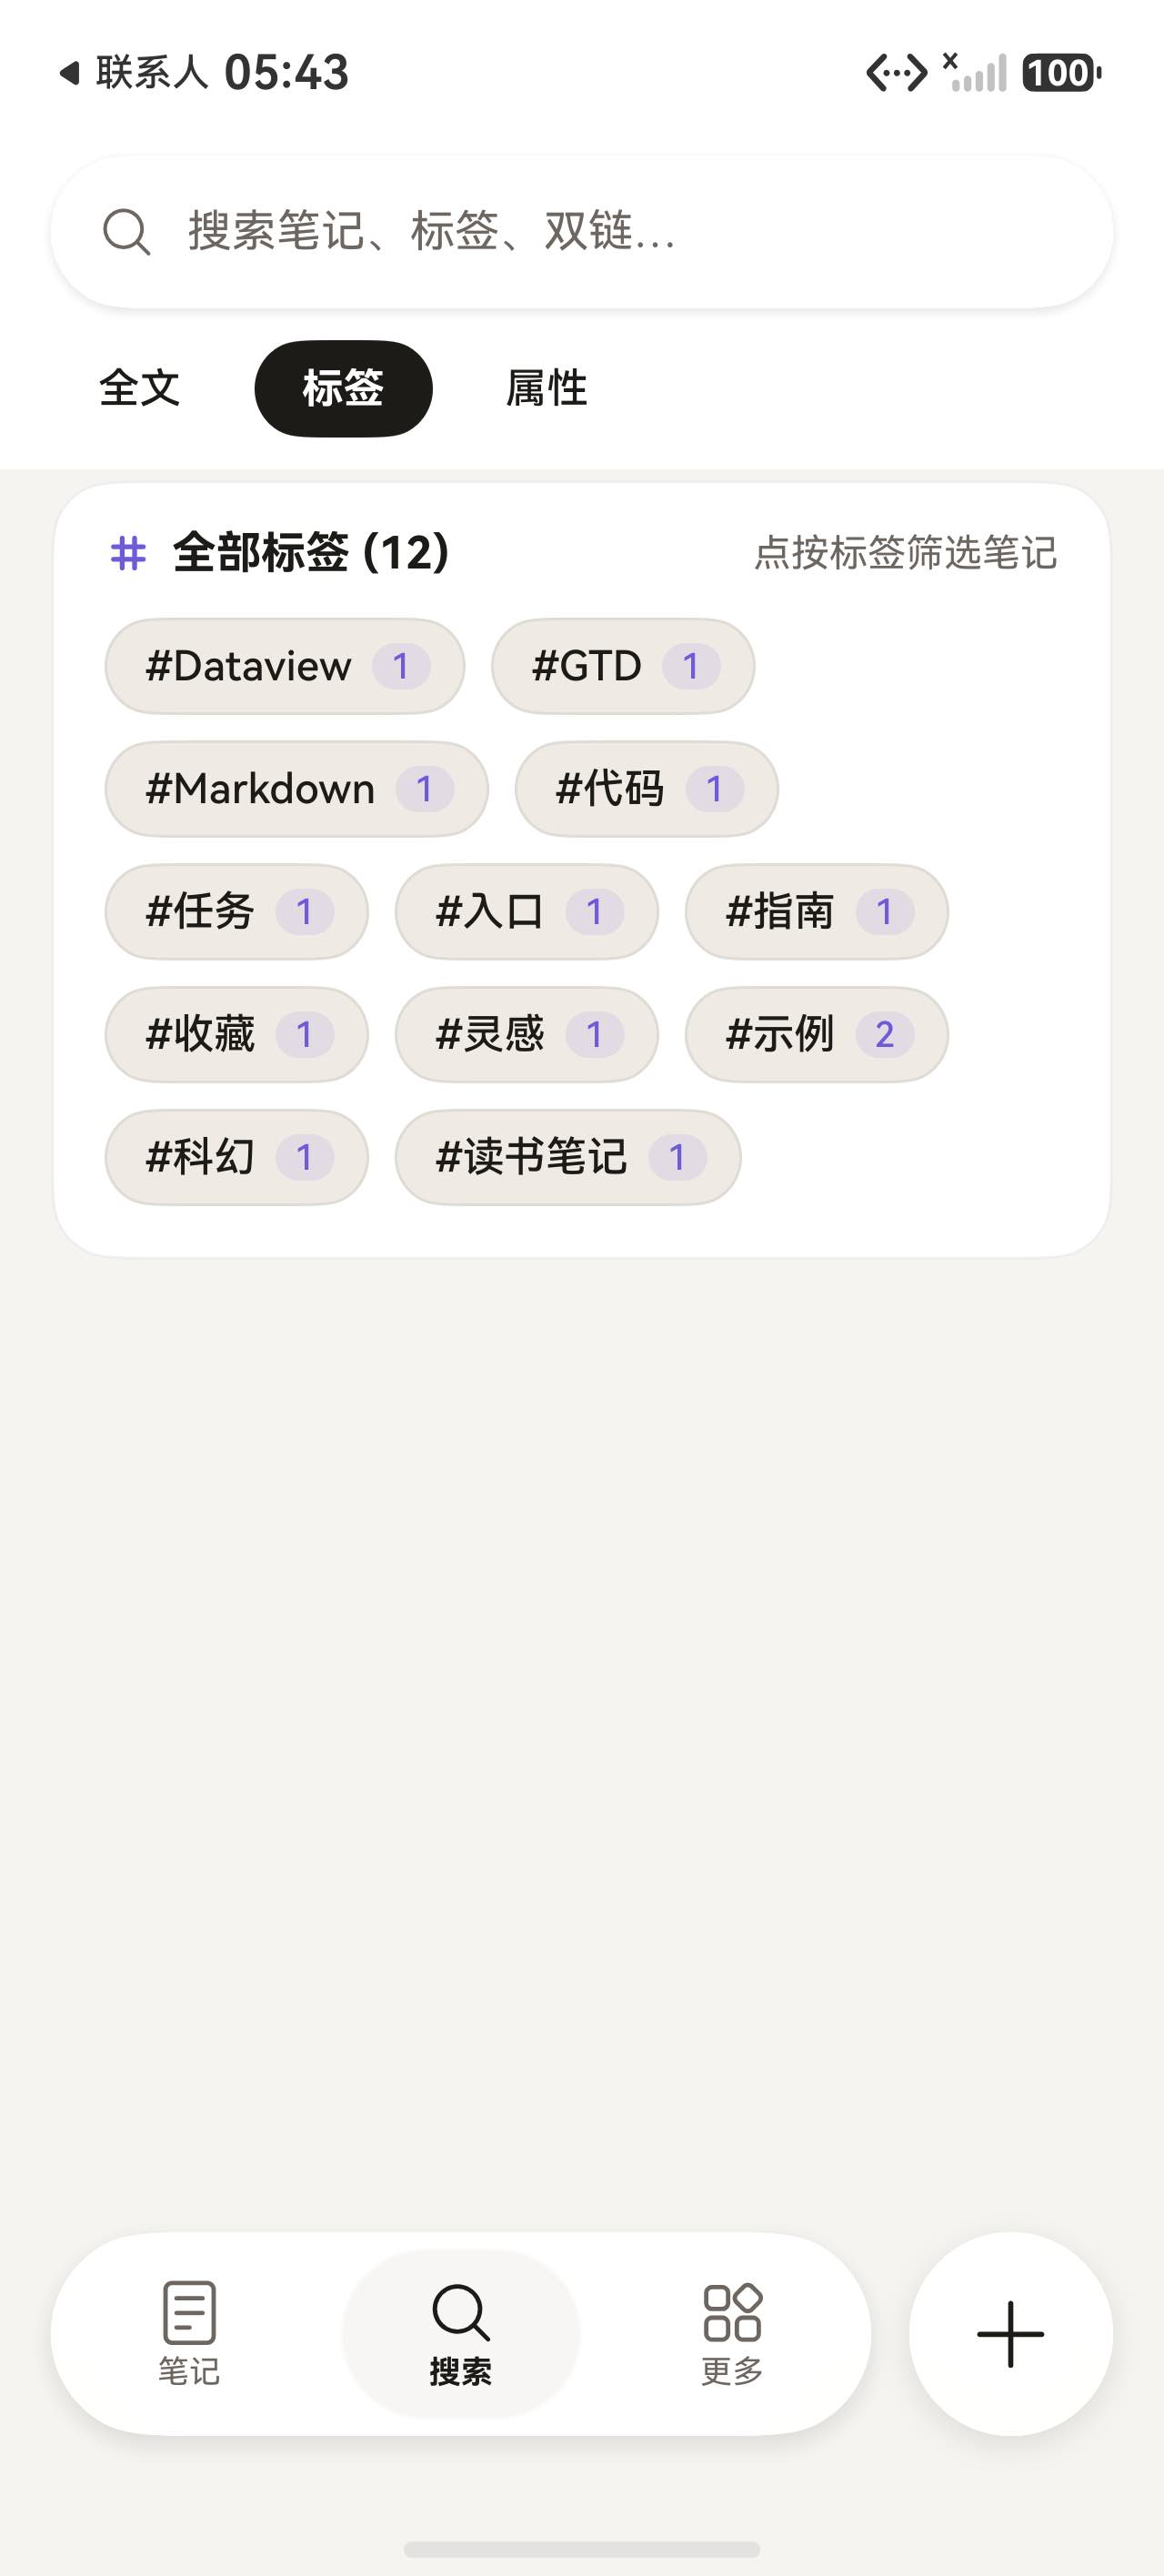 联系人 05:43 100
搜索笔记、标签、双链...
全文 标签 属性
全部标签 (12) 点按标签筛选笔记
#Dataview 1 #GTD 1
#Markdown 1 #代码 1
#任务 1 #入口 1 #指南 1
#收藏 1 #灵感 1 #示例 2
#科幻 1 #读书笔记 1
笔记 搜索 更多